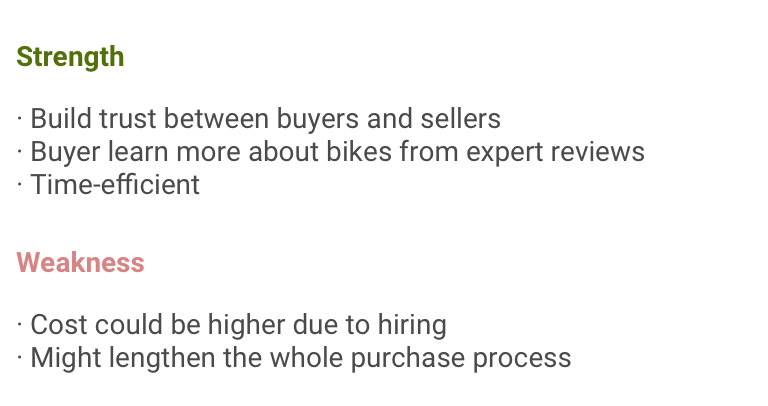 Strength
· Build trust between buyers and sellers
· Buyer learn more about bikes from expert reviews
· Time-efficient
Weakness
· Cost could be higher due to hiring
· Might lengthen the whole purchase process